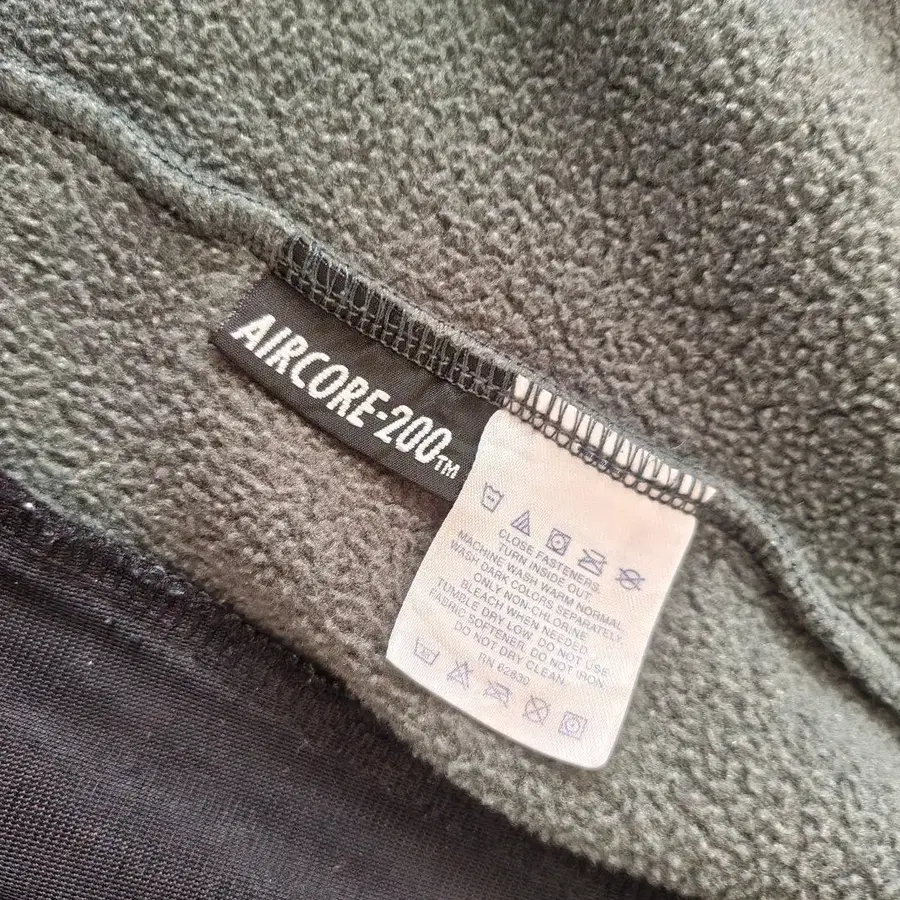 AIRCORE-200™
CLOSE FASTENERS.
TURN INSIDE OUT.
MACHINE WASH WARM NORMAL
WASH DARK COLORS SEPARATELY.
ONLY NON-CHLORINE
BLEACH WHEN NEEDED.
TUMBLE DRY LOW. DO NOT USE
FABRIC SOFTENER. DO NOT IRON.
DO NOT DRY CLEAN.
RN 62830